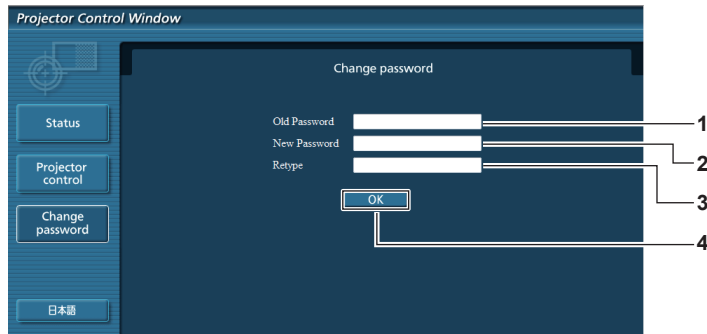 Projector Control Window
Change password
Status
Projector
control
Change
password
日本語
Old Password
New Password
Retype
OK
1
2
3
4